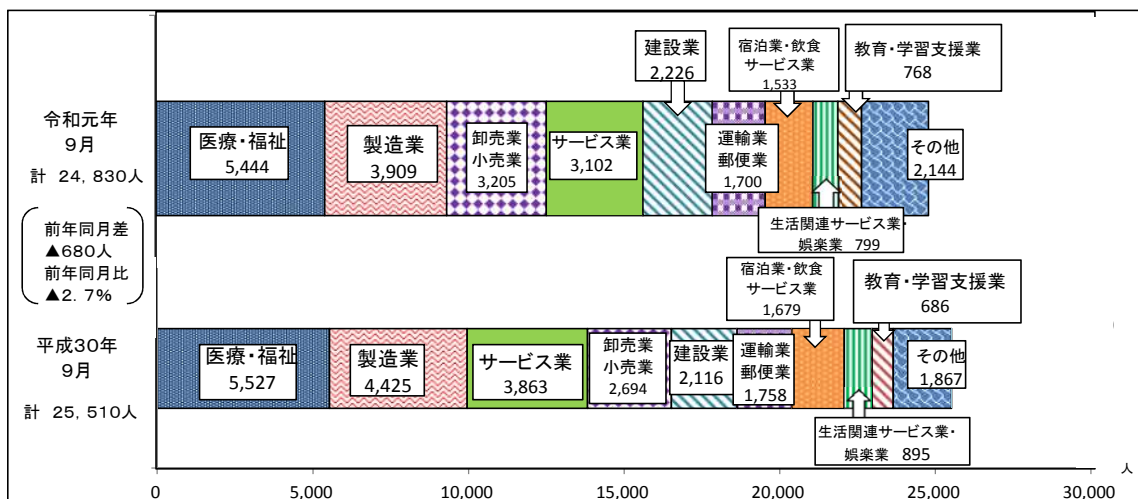 建設業
2,226
宿泊業・飲食
サービス業
1,533
教育・学習支援業
768
令和元年
9月
計 24,830人
医療・福祉
5,444
製造業
3,909
卸売業
小売業
3,205
サービス業
3,102
運輸業
郵便業
1,700
その他
2,144
生活関連サービス業・
娯楽業 799
前年同月差
▲680人
前年同月比
▲2.7%
宿泊業・飲食
サービス業
1,679
教育・学習支援業
686
平成30年
9月
計 25,510人
医療・福祉
5,527
製造業
4,425
サービス業
3,863
卸売業
小売業
2,694
建設業
2,116
運輸業
郵便業
1,758
その他
1,867
生活関連サービス業・
娯楽業 895
人
0 5,000 10,000 15,000 20,000 25,000 30,000